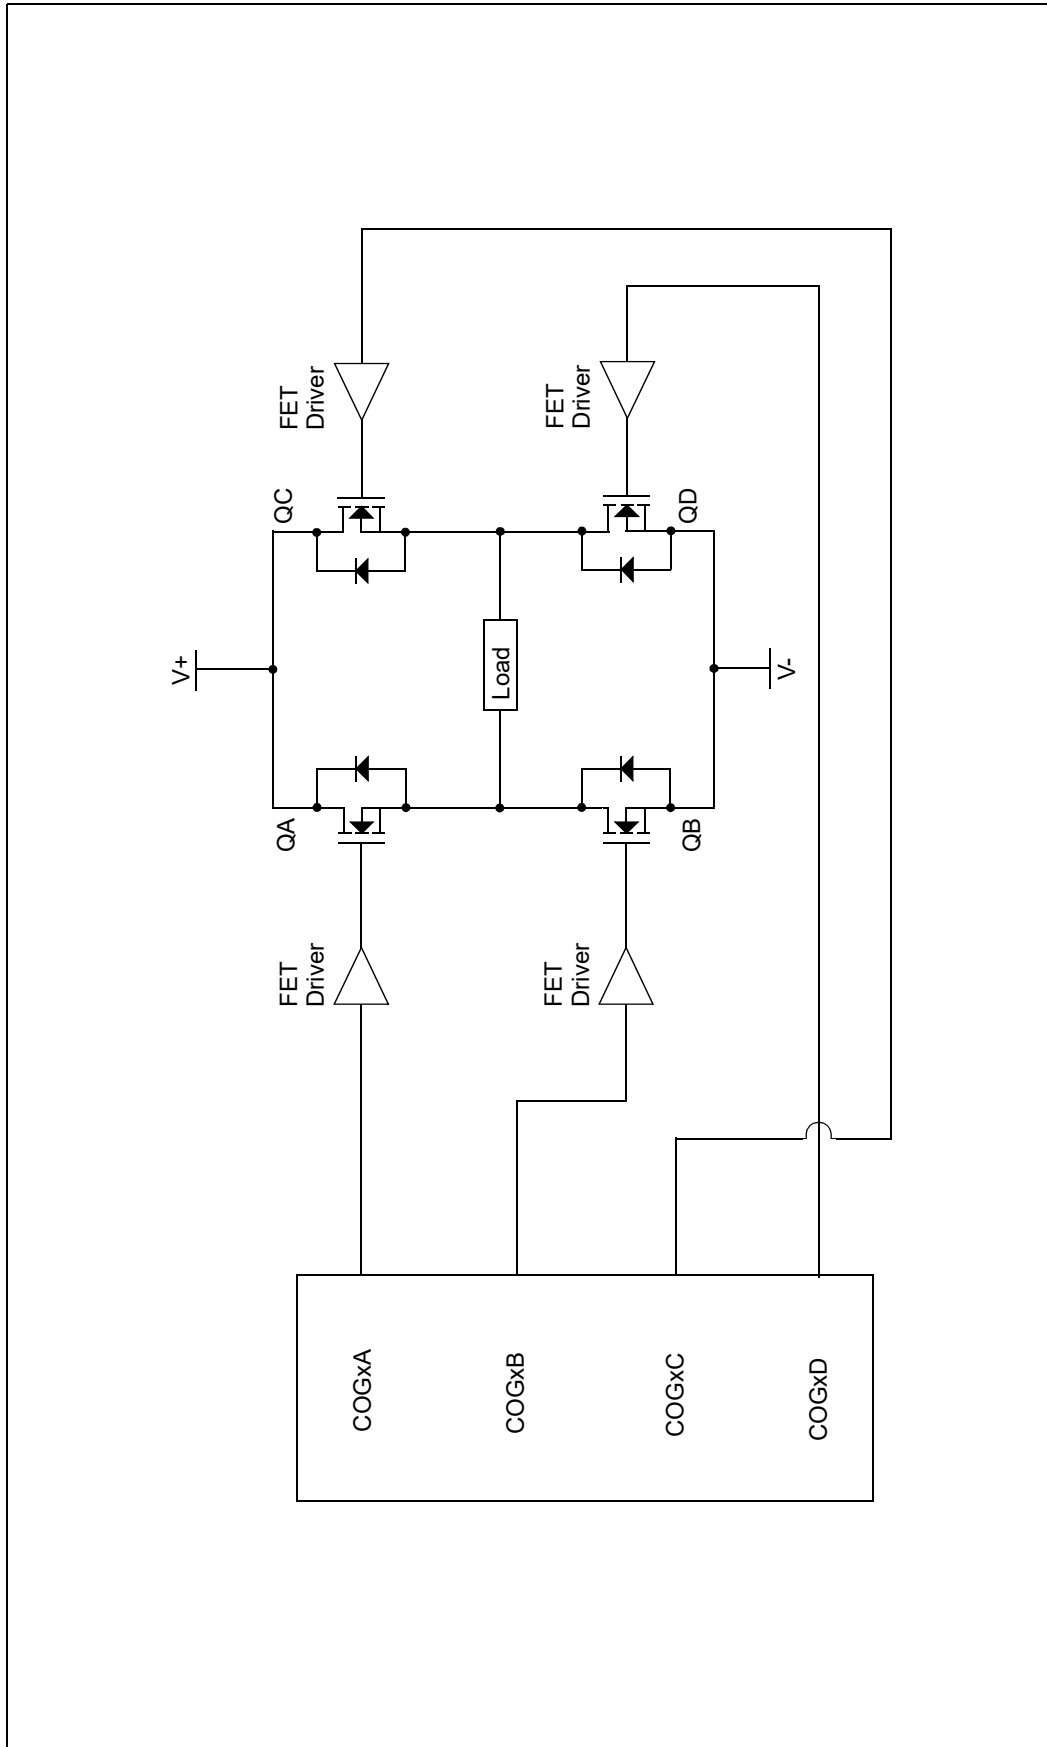 V+
FET
Driver
QA
QC
FET
Driver
Load
FET
Driver
QB
QD
FET
Driver
V-
COGxA
COGxB
COGxC
COGxD